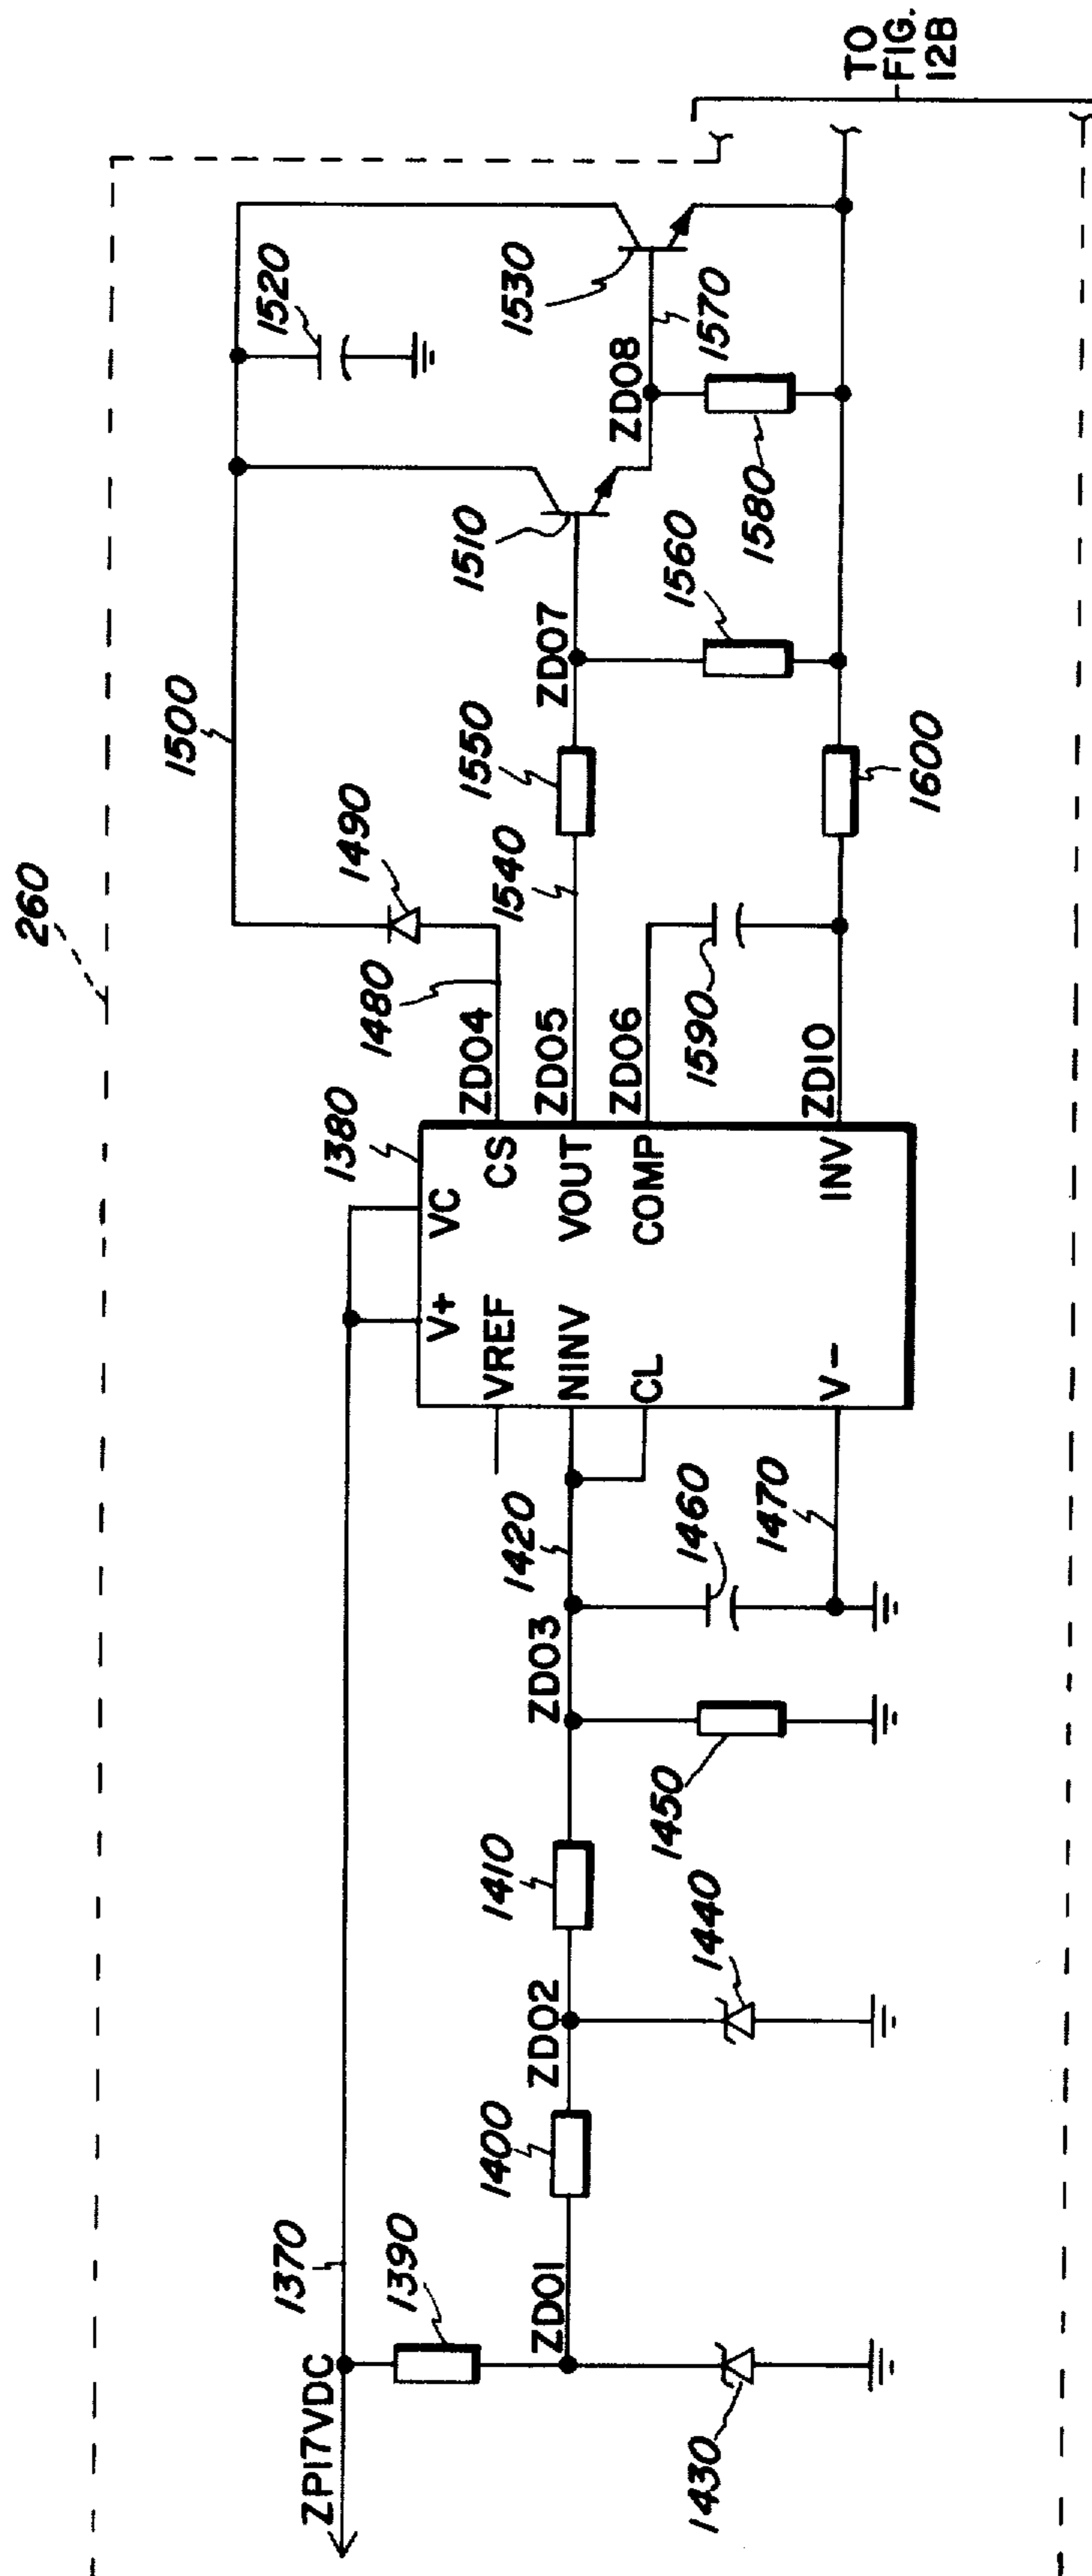 260
ZP17VDC
1370
1390
ZD01
1400
ZD02
1410
ZD03
1420
1430
1440
1450
1460
1470
1380
V+
VC
VREF
NINV
CL
V-
CS
VOUT
COMP
INV
ZD04
ZD05
ZD06
ZD10
1480
1490
1500
1540
1550
1590
1600
ZD07
1510
1560
1520
1530
ZD08
1570
1580
TO
FIG.
12B